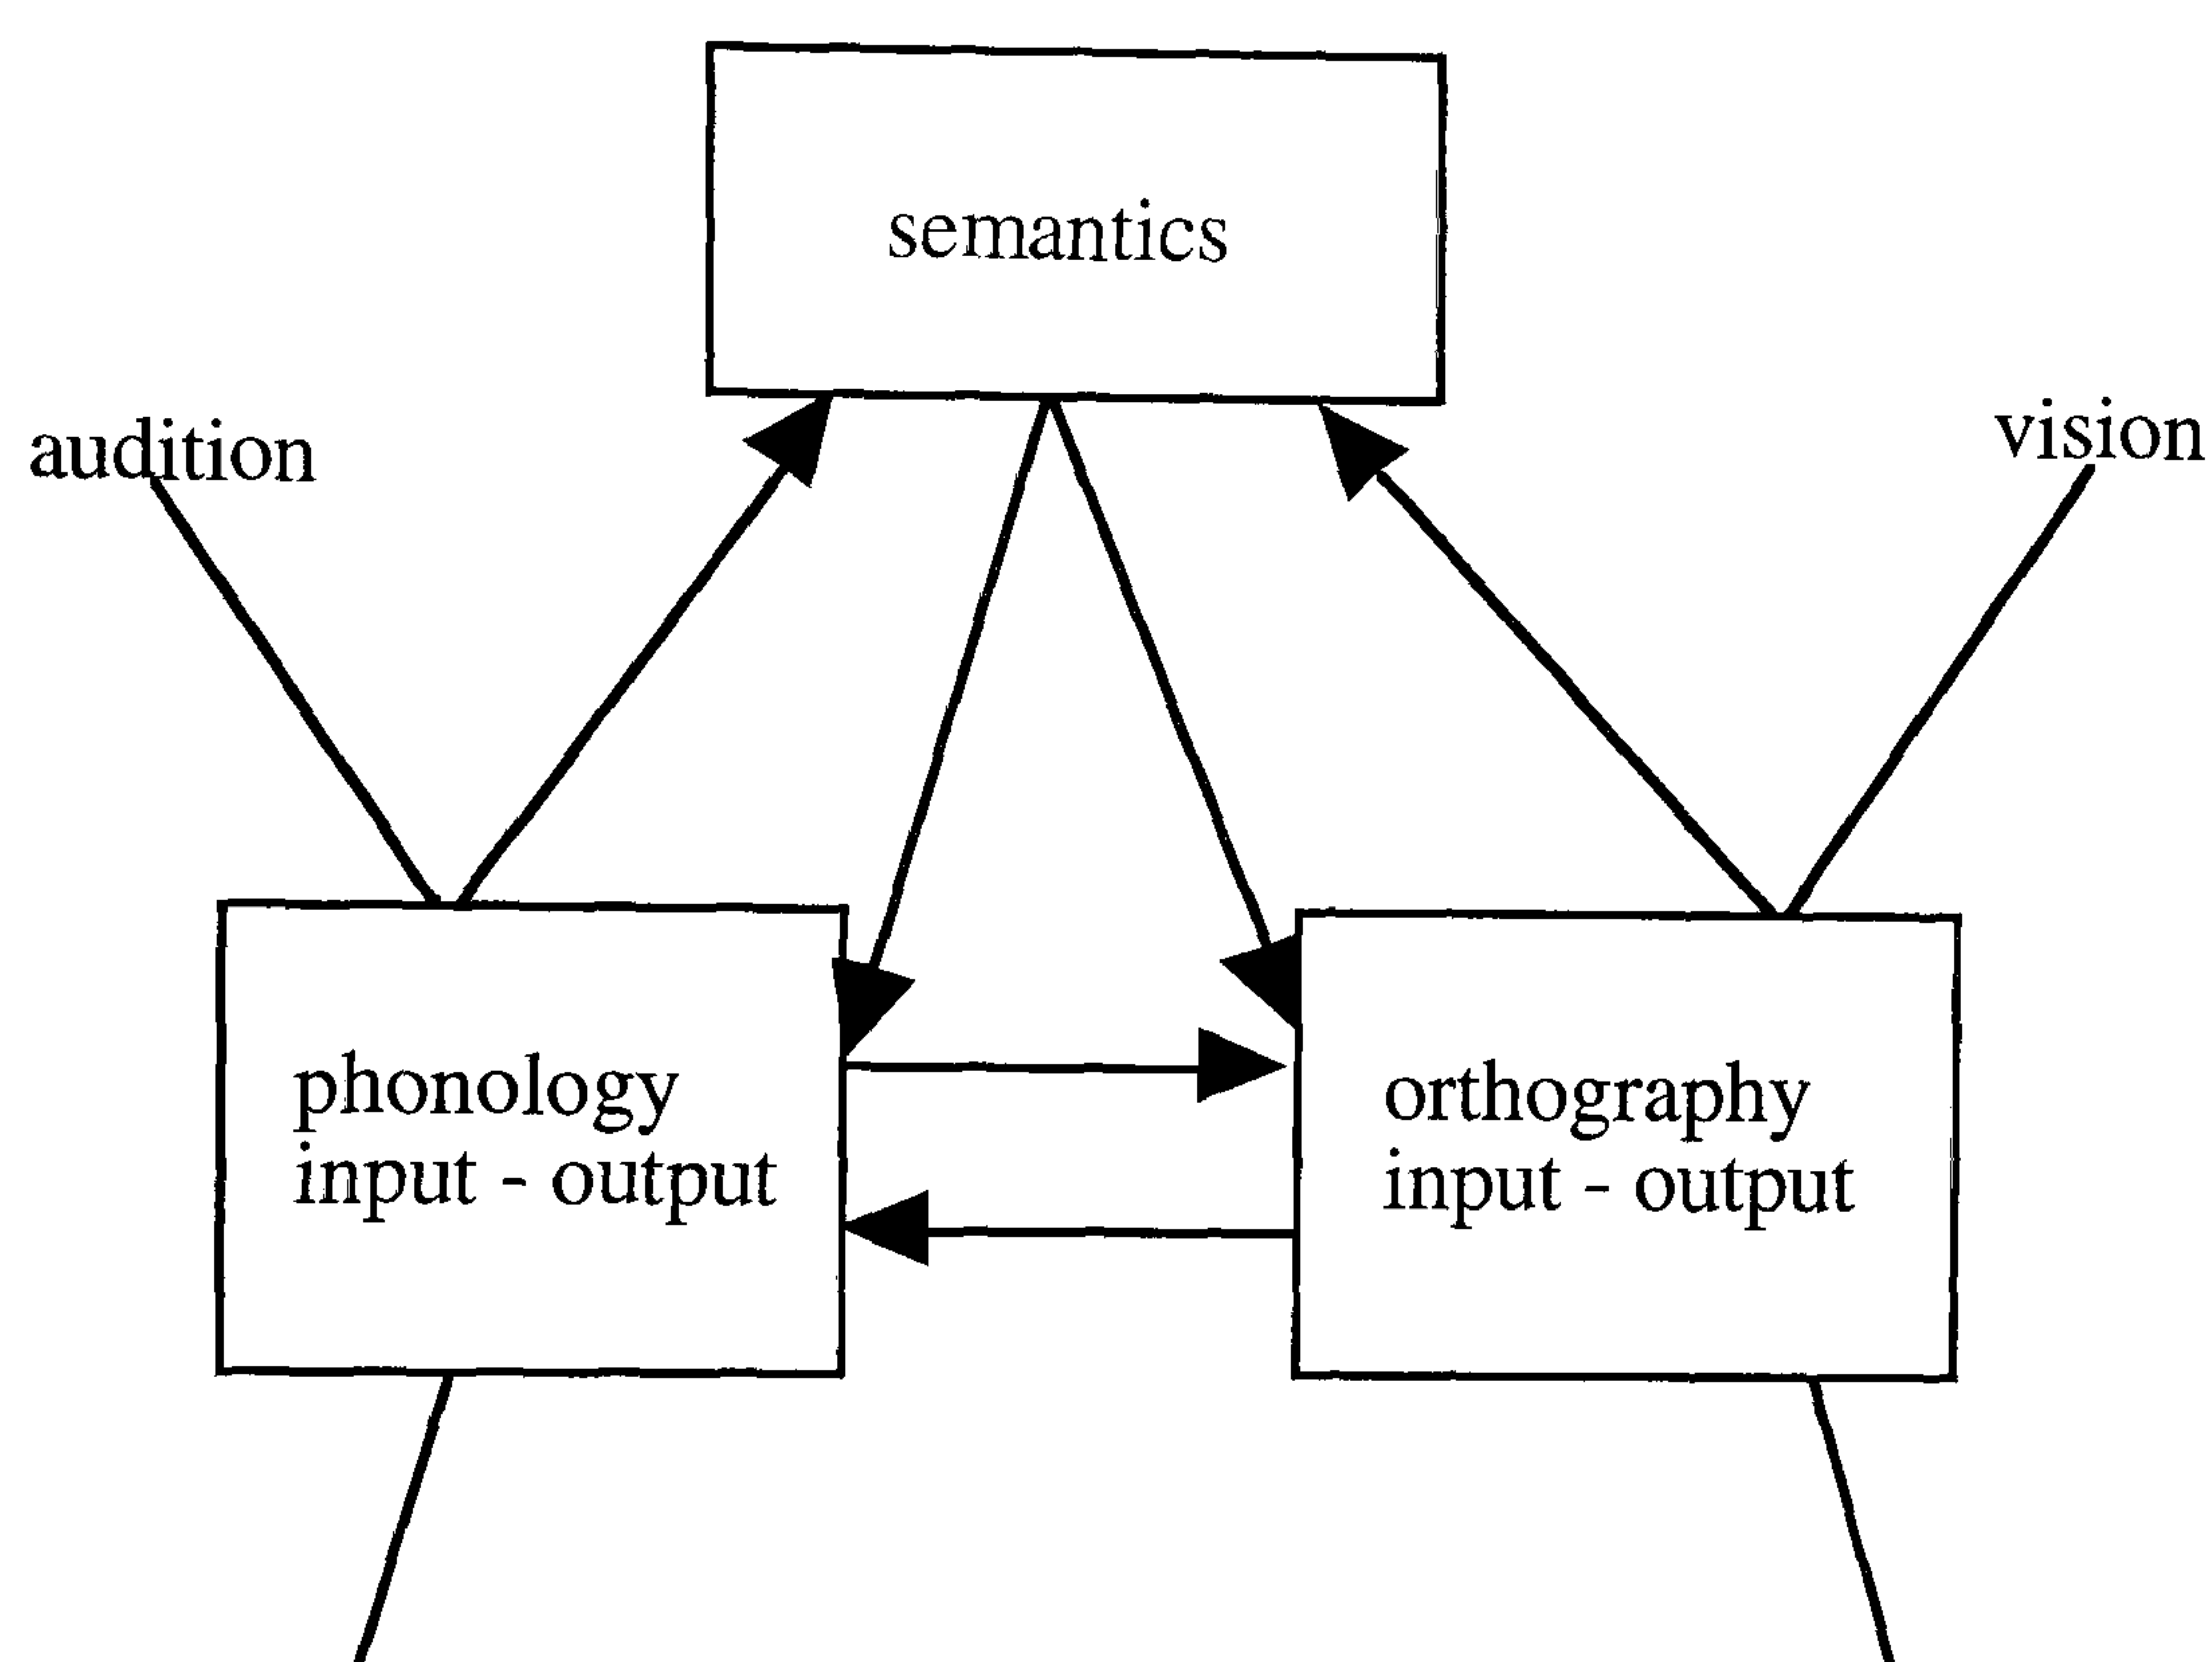 semantics
audition
vision
phonology
input - output
orthography
input - output